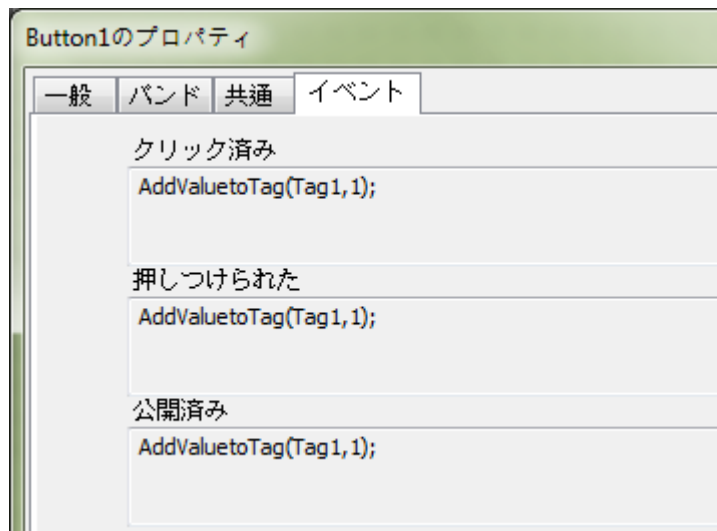 Button1のプロパティ
一般 バンド 共通 イベント
クリック済み
AddValuetoTag(Tag1,1);
押しつけられた
AddValuetoTag(Tag1,1);
公開済み
AddValuetoTag(Tag1,1);